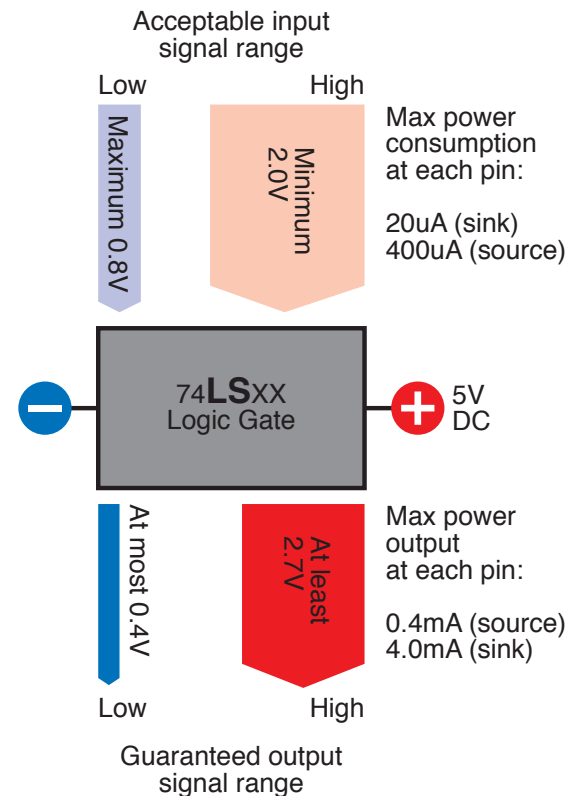 Acceptable input
signal range
Low
High
Maximum 0.8V
Minimum
2.0V
Max power
consumption
at each pin:
20uA (sink)
400uA (source)
74LSXX
Logic Gate
5V
DC
At most 0.4V
At least
2.7V
Max power
output
at each pin:
0.4mA (source)
4.0mA (sink)
Low
High
Guaranteed output
signal range